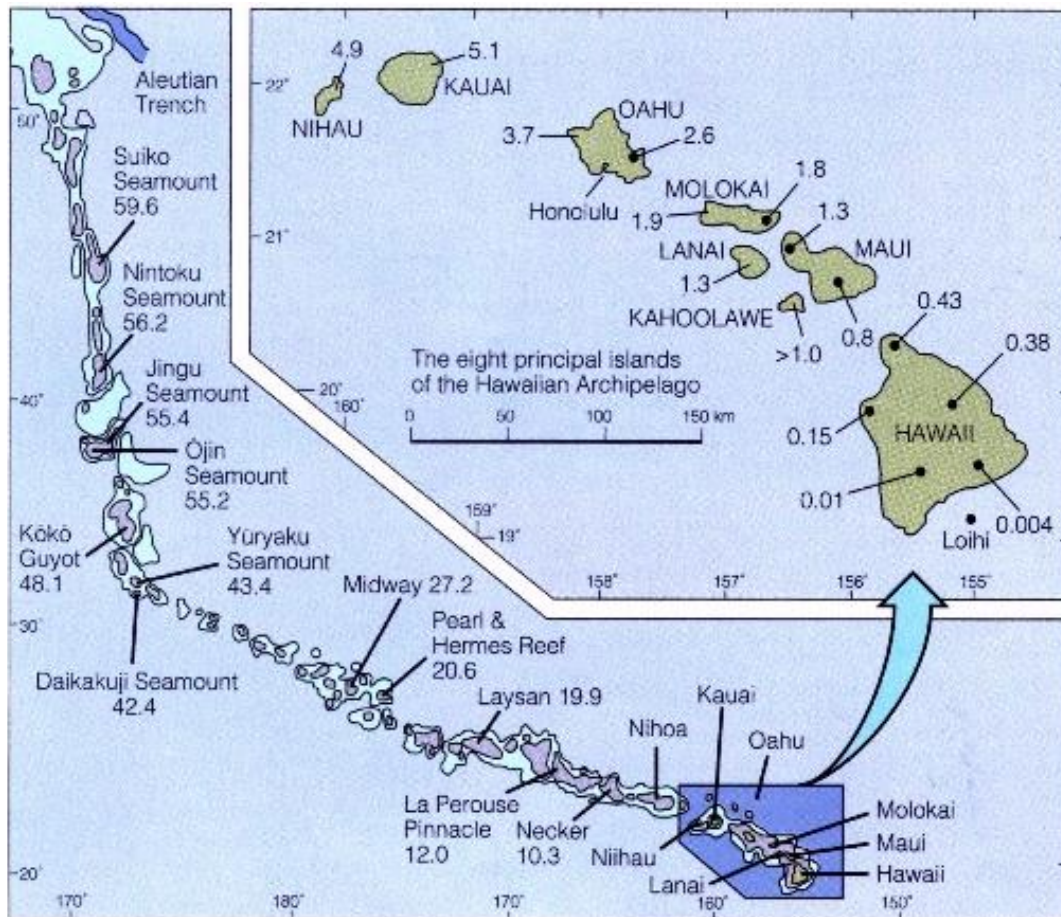 Aleutian
Trench
50°
Suiko
Seamount
59.6
Nintoku
Seamount
56.2
Jingu
Seamount
55.4
40°
Ōjin
Seamount
55.2
Kōkō
Guyot
48.1
Yūryaku
Seamount
43.4
30°
Daikakuji Seamount
42.4
Midway 27.2
Pearl &
Hermes Reef
20.6
Laysan 19.9
La Perouse
Pinnacle
12.0
Necker
10.3
Nihoa
Kauai
Oahu
Niihau
Lanai
Molokai
Maui
Hawaii
20°
170°
180°
170°
160°
150°
4.9
5.1
22°
KAUAI
NIHAU
OAHU
3.7
2.6
Honoiulu
MOLOKAI
1.8
1.9
21°
1.3
LANAI
MAUI
1.3
KAHOOLAWE
>1.0
0.8
0.43
0.38
The eight principal islands
of the Hawaiian Archipelago
0 50 100 150 km
20°
160°
0.15
HAWAII
0.01
0.004
Loihi
159°
19°
158°
157°
156°
155°